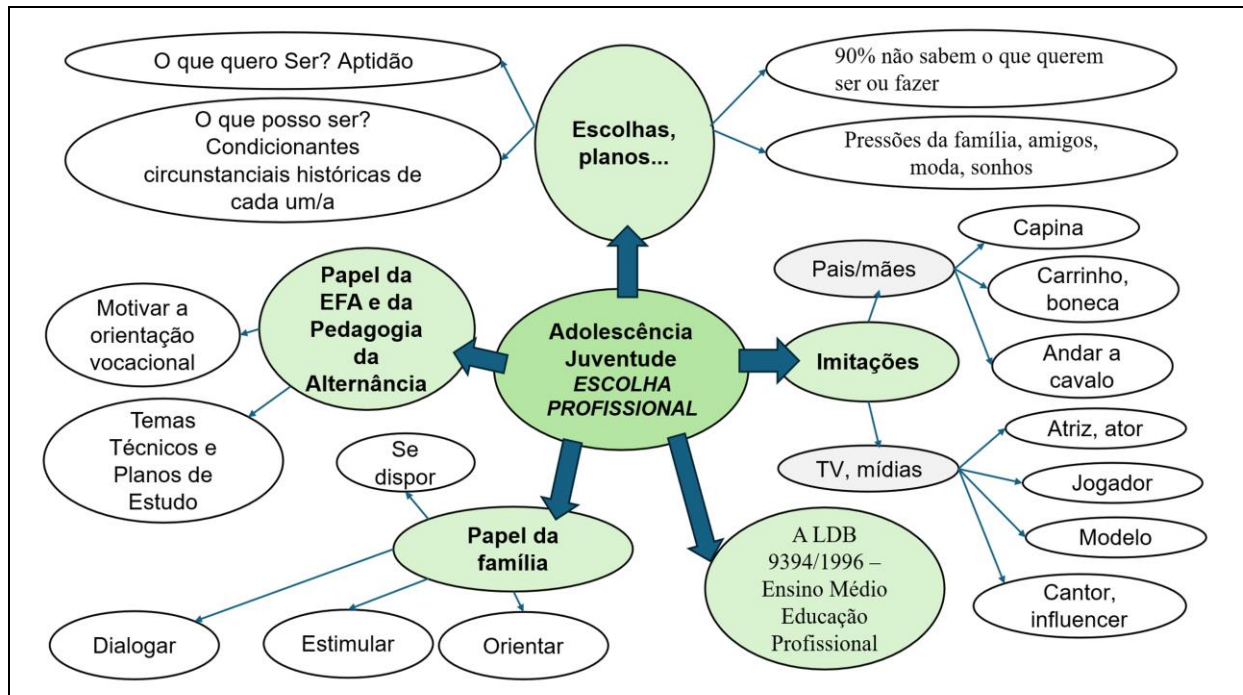 O que quero Ser? Aptidão
O que posso ser?
Condicionantes
circunstanciais históricas de
cada um/a
Escolhas,
planos...
90% não sabem o que querem
ser ou fazer
Pressões da família, amigos,
moda, sonhos
Papel da
EFA e da
Pedagogia
da
Alternância
Motivar a
orientação
vocacional
Temas
Técnicos e
Planos de
Estudo
Adolescência
Juventude
ESCOLHA
PROFISSIONAL
Imitações
Pais/mães
Capina
Carrinho,
boneca
Andar a
cavalo
TV, mídias
Atriz, ator
Jogador
Modelo
Cantor,
influencer
Se
dispor
Papel da
família
Dialogar
Estimular
Orientar
A LDB
9394/1996 –
Ensino Médio
Educação
Profissional